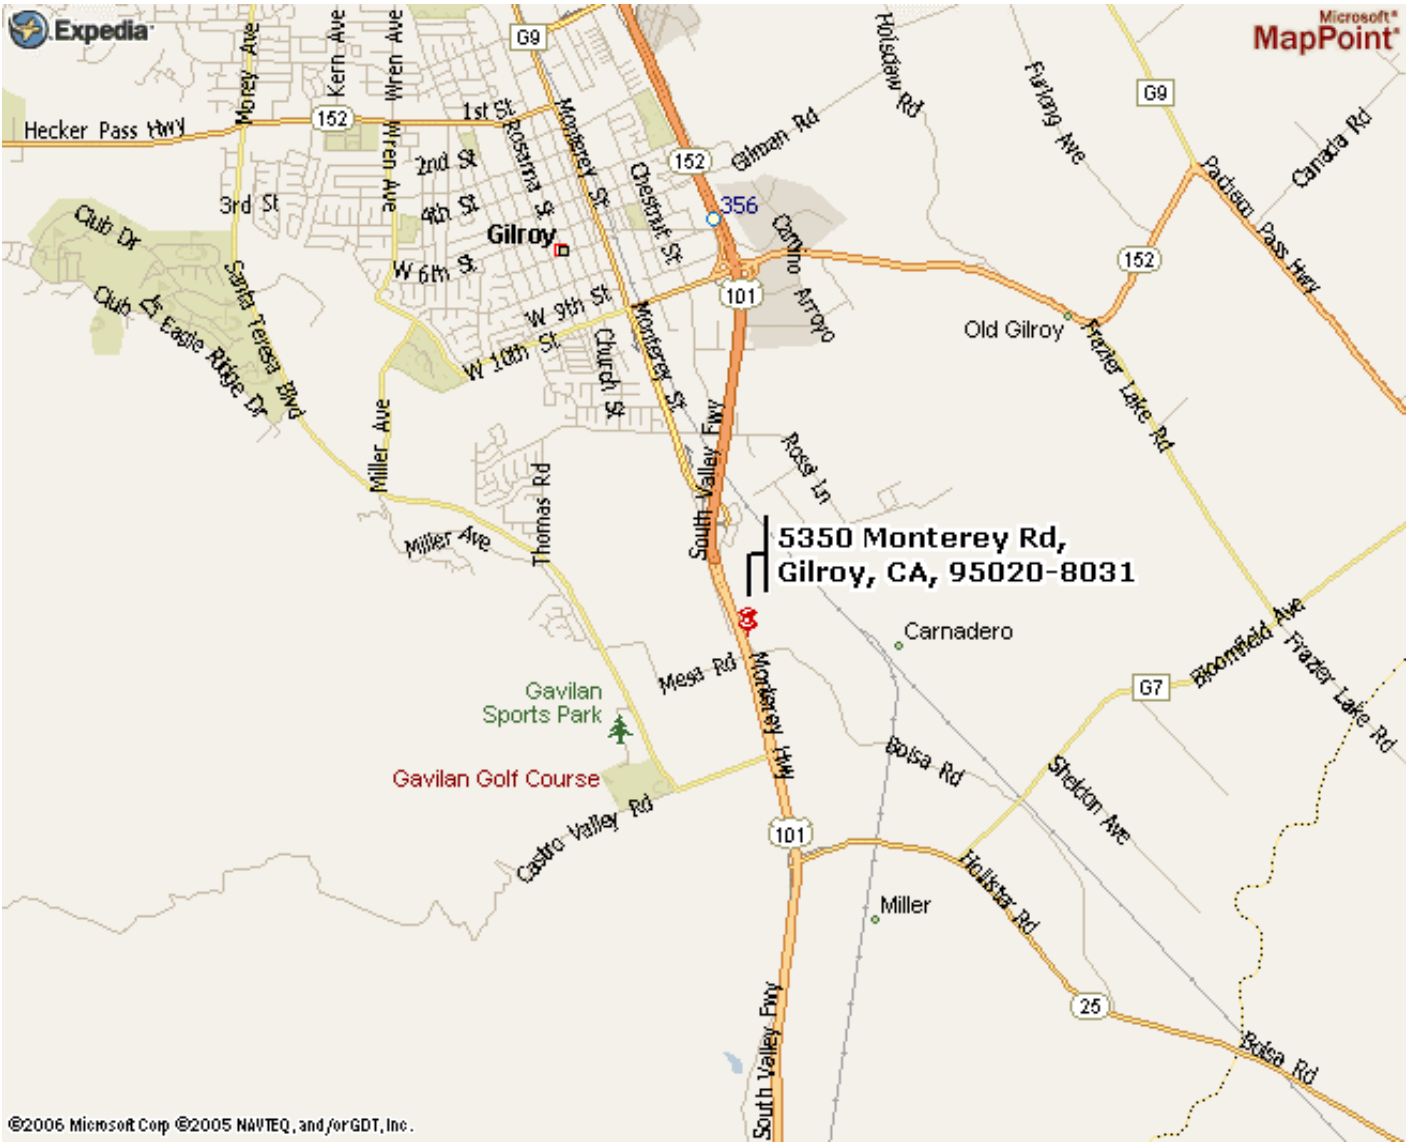 Expedia
Microsoft
MapPoint
G9
Morey Ave
Kern Ave
Wren Ave
Wren Ave
Holsclaw Rd
Furlong Ave
G9
Canada Rd
Hecker Pass Hwy
152
1st St
2nd St
3rd St
4th St
Rosanna St
Monterey St
Chestnut St
152
Gilman Rd
356
Camino Arroyo
Pacheco Pass Hwy
152
Club Dr
Club Dr
Eagle Ridge Dr
Santa Teresa Blvd
Gilroy
W 6th St
W 9th St
W 10th St
Church St
Monterey St
101
Old Gilroy
Frazier Lake Rd
Miller Ave
South Valley Fwy
Rossi Ln
Thomas Rd
Miller Ave
5350 Monterey Rd,
Gilroy, CA, 95020-8031
Carnadero
Mesa Rd
Monterey Hwy
Bloomfield Ave
Frazier Lake Rd
G7
Gavilan
Sports Park
Gavilan Golf Course
Castro Valley Rd
Bolsa Rd
Sheldon Ave
101
Hollister Rd
Miller
25
Bolsa Rd
South Valley Fwy
©2006 Microsoft Corp ©2005 NAVTEQ, and/or GDT, Inc.